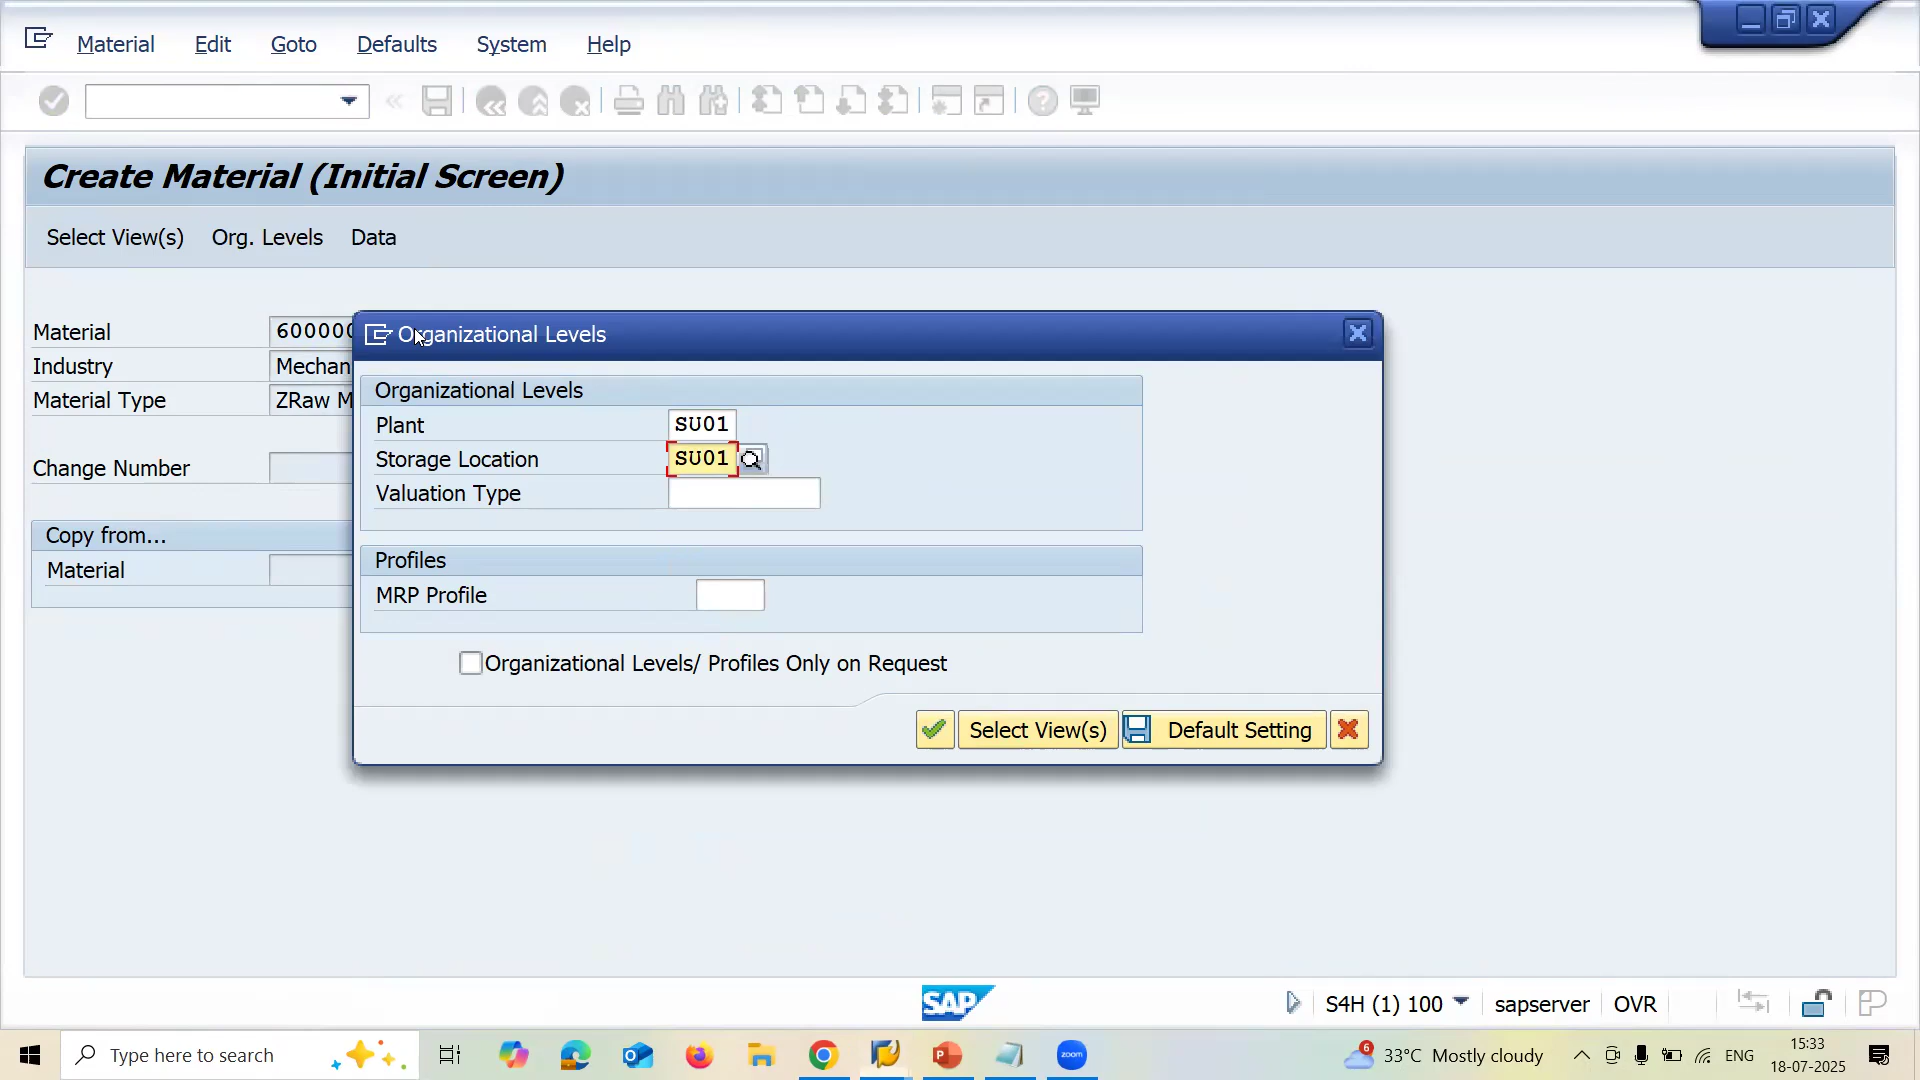 Material Edit Goto Defaults System Help
Create Material (Initial Screen)
Select View(s) Org. Levels Data
Material 600000
Industry Mechan
Material Type ZRaw M
Change Number
Copy from...
Material
Organizational Levels
Organizational Levels
Plant SU01
Storage Location SU01
Valuation Type
Profiles
MRP Profile
Organizational Levels/ Profiles Only on Request
Select View(s) Default Setting
SAP S4H (1) 100 sapserver OVR
Type here to search zoom 6 33°C Mostly cloudy ENG 15:33
18-07-2025